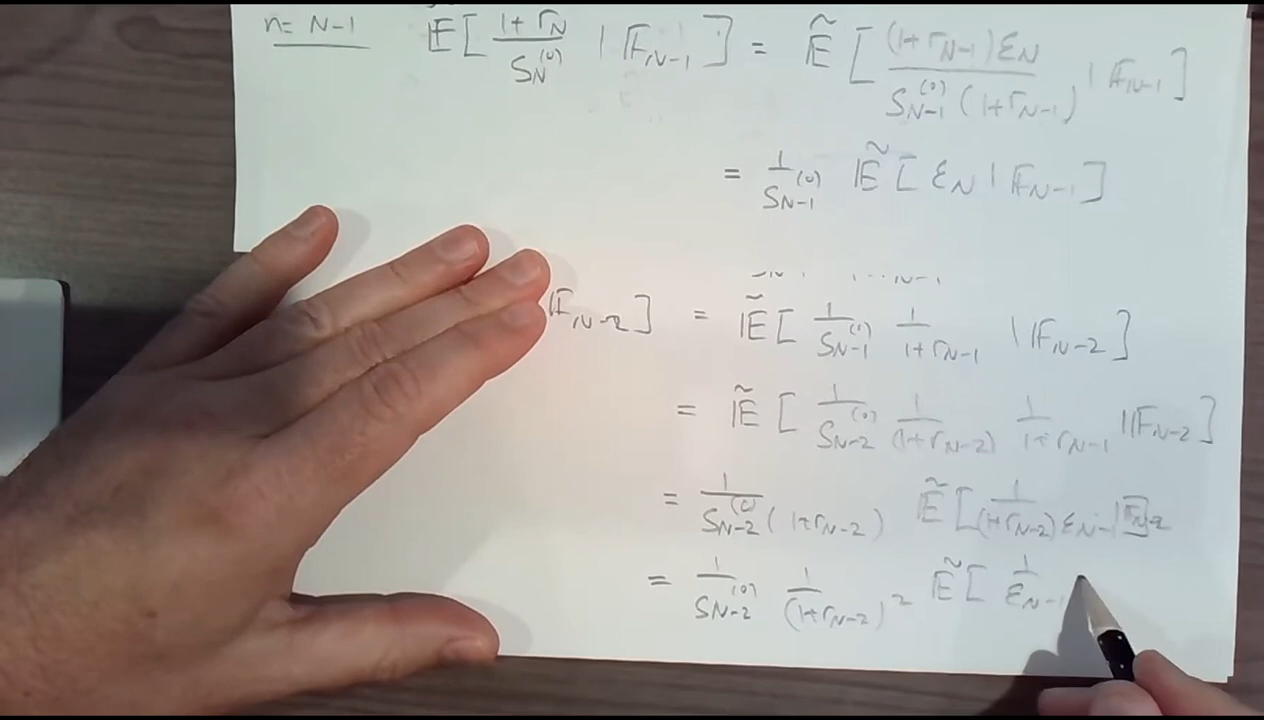 n = N-1 Ẽ[ (1+r_N)/S_N^(0) | F_{N-1} ] = Ẽ[ (1+r_{N-1})ε_N / S_{N-1}^(0) (1+r_{N-1}) | F_{N-1} ]
= 1/S_{N-1}^(0) Ẽ[ ε_N | F_{N-1} ]
F_{N-2} ] = Ẽ[ 1/S_{N-1}^(0) 1/(1+r_{N-1}) | F_{N-2} ]
= Ẽ[ 1/S_{N-2}^(0) 1/(1+r_{N-2}) 1/(1+r_{N-1}) | F_{N-2} ]
= 1/S_{N-2}^(0) (1+r_{N-2}) Ẽ[ 1/(1+r_{N-2}) ε_{N-1} | F_{N-2}
= 1/S_{N-2}^(0) 1/(1+r_{N-2})^2 Ẽ[ 1/ε_{N-1}